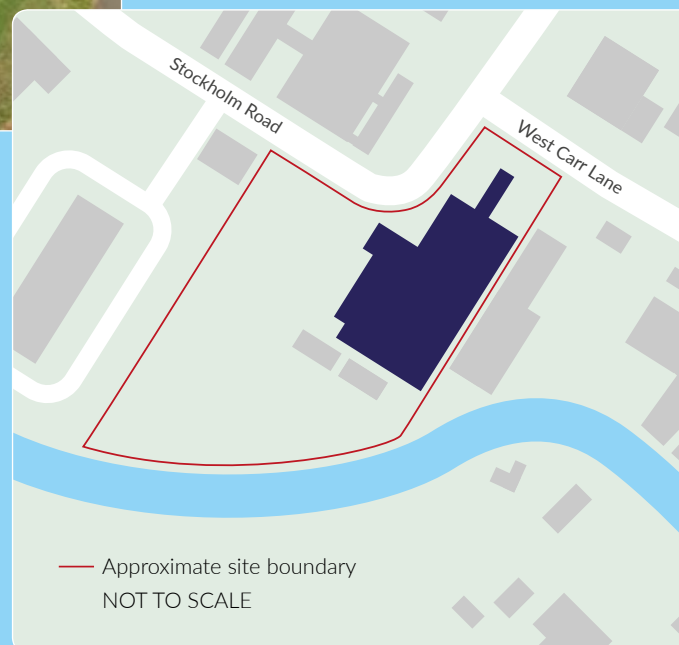 Stockholm Road
West Carr Lane
Approximate site boundary
NOT TO SCALE